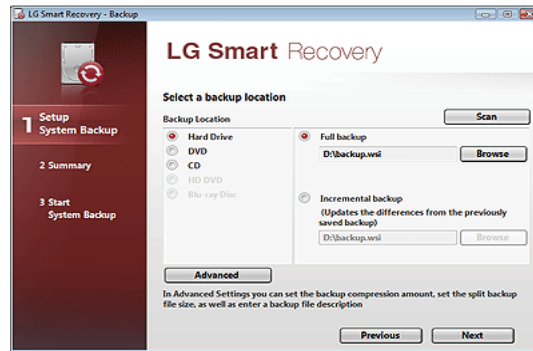 LG Smart Recovery - Backup
LG Smart Recovery
1 Setup
System Backup
2 Summary
3 Start
System Backup
Select a backup location
Backup Location
Scan
Hard Drive
DVD
CD
HD DVD
Blu-ray Disc
Full backup
D:\backup.wsi
Browse
Incremental backup
(Updates the differences from the previously
saved backup)
D:\backup.wsi
Browse
Advanced
In Advanced Settings you can set the backup compression amount, set the split backup
file size, as well as enter a backup file description
Previous
Next